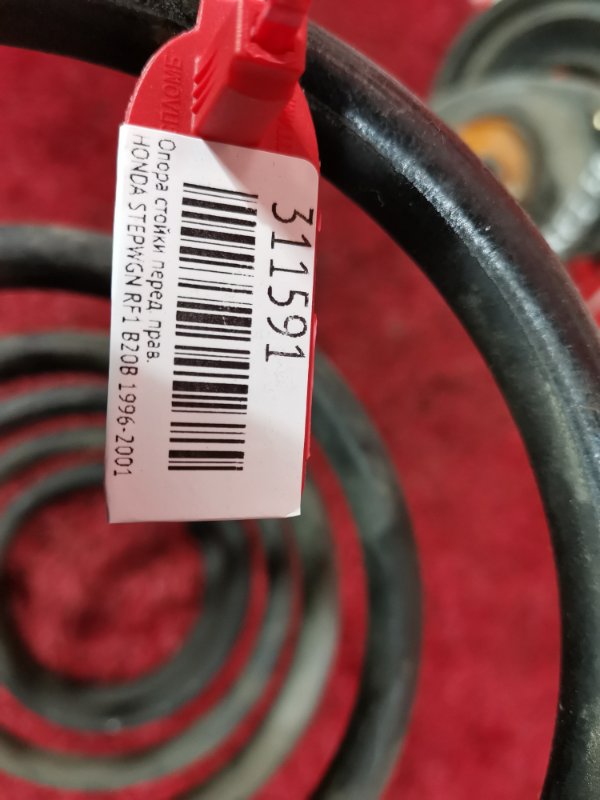 311591
Опора стойки перед. прав.
HONDA STEPWGN RF1 B20B 1996-2001